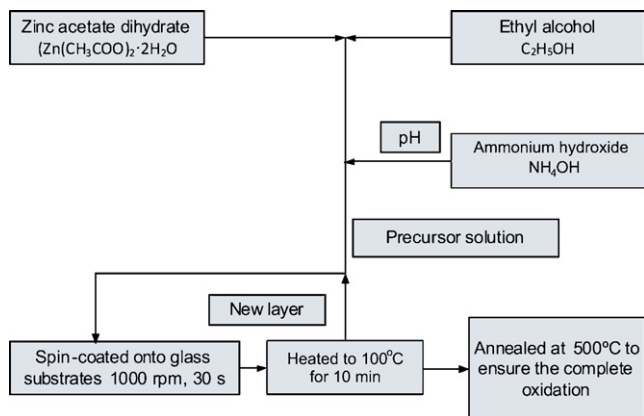 Zinc acetate dihydrate
(Zn(CH₃COO)₂·2H₂O
Ethyl alcohol
C₂H₅OH
pH
Ammonium hydroxide
NH₄OH
Precursor solution
New layer
Spin-coated onto glass
substrates 1000 rpm, 30 s
Heated to 100°C
for 10 min
Annealed at 500ºC to
ensure the complete
oxidation